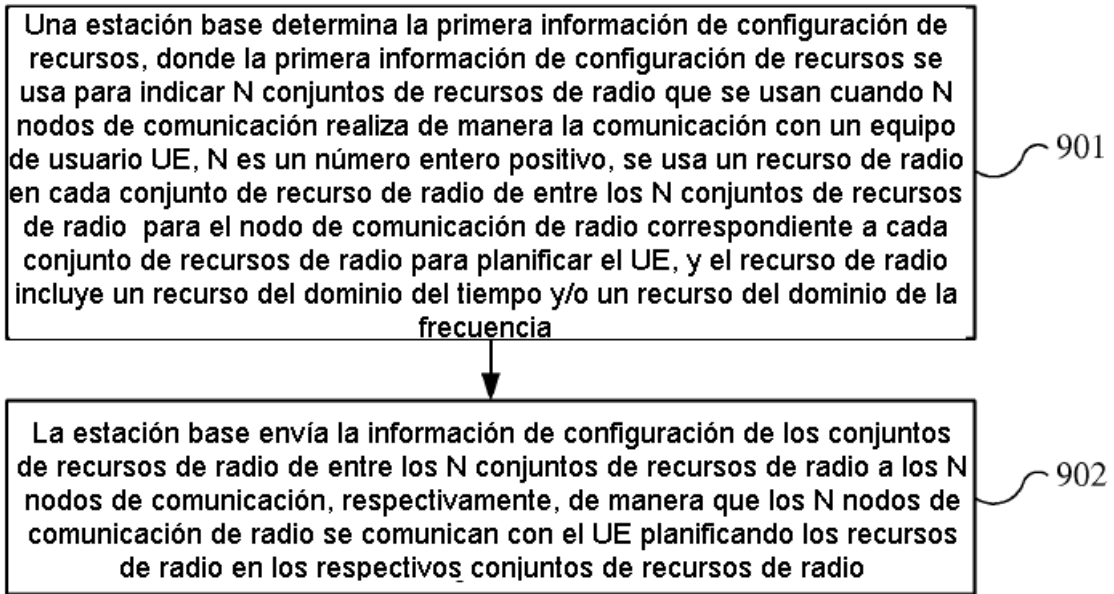 Una estación base determina la primera información de configuración de
recursos, donde la primera información de configuración de recursos se
usa para indicar N conjuntos de recursos de radio que se usan cuando N
nodos de comunicación realiza de manera la comunicación con un equipo
de usuario UE, N es un número entero positivo, se usa un recurso de radio
en cada conjunto de recurso de radio de entre los N conjuntos de recursos
de radio para el nodo de comunicación de radio correspondiente a cada
conjunto de recursos de radio para planificar el UE, y el recurso de radio
incluye un recurso del dominio del tiempo y/o un recurso del dominio de la
frecuencia
901
La estación base envía la información de configuración de los conjuntos
de recursos de radio de entre los N conjuntos de recursos de radio a los N
nodos de comunicación, respectivamente, de manera que los N nodos de
comunicación de radio se comunican con el UE planificando los recursos
de radio en los respectivos conjuntos de recursos de radio
902